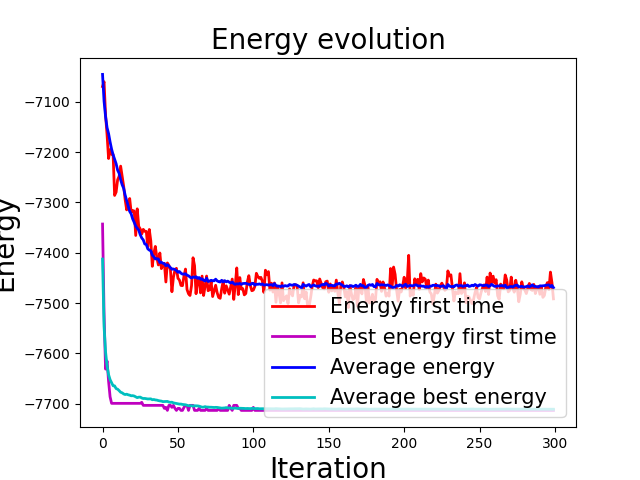 Energy evolution
Energy
−7100
−7200
−7300
−7400
−7500
−7600
−7700
Energy first time
Best energy first time
Average energy
Average best energy
0 50 100 150 200 250 300
Iteration